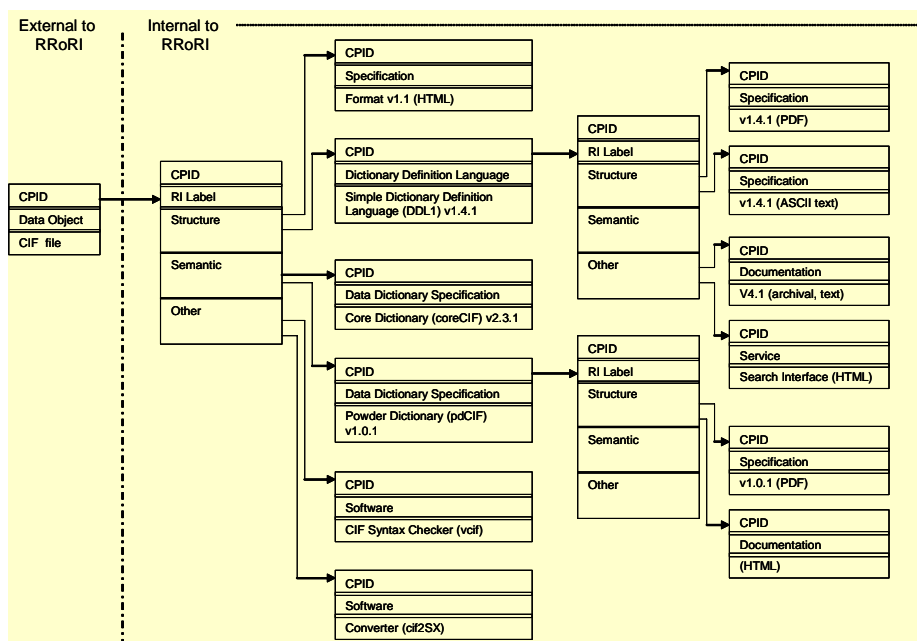 External to
RRoRI
Internal to
RRoRI
CPID
Data Object
CIF file
CPID
RI Label
Structure
Semantic
Other
CPID
Specification
Format v1.1 (HTML)
CPID
Dictionary Definition Language
Simple Dictionary Definition
Language (DDL1) v1.4.1
CPID
Data Dictionary Specification
Core Dictionary (coreCIF) v2.3.1
CPID
Data Dictionary Specification
Powder Dictionary (pdCIF)
v1.0.1
CPID
Software
CIF Syntax Checker (vcif)
CPID
Software
Converter (cif2SX)
CPID
RI Label
Structure
Semantic
Other
CPID
RI Label
Structure
Semantic
Other
CPID
Specification
v1.4.1 (PDF)
CPID
Specification
v1.4.1 (ASCII text)
CPID
Documentation
V4.1 (archival, text)
CPID
Service
Search Interface (HTML)
CPID
Specification
v1.0.1 (PDF)
CPID
Documentation
(HTML)